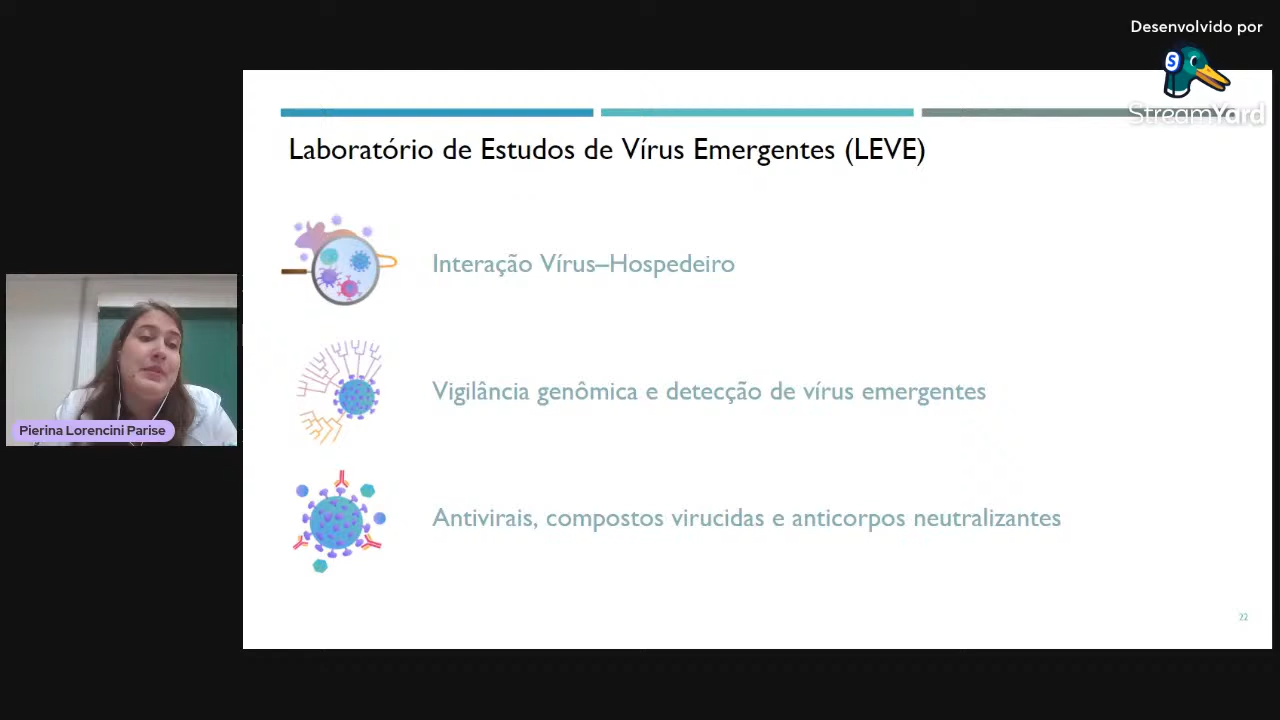 Desenvolvido por
S
StreamYard
Laboratório de Estudos de Vírus Emergentes (LEVE)
Interação Vírus–Hospedeiro
Vigilância genômica e detecção de vírus emergentes
Pierina Lorencini Parise
Antivirais, compostos virucidas e anticorpos neutralizantes
22